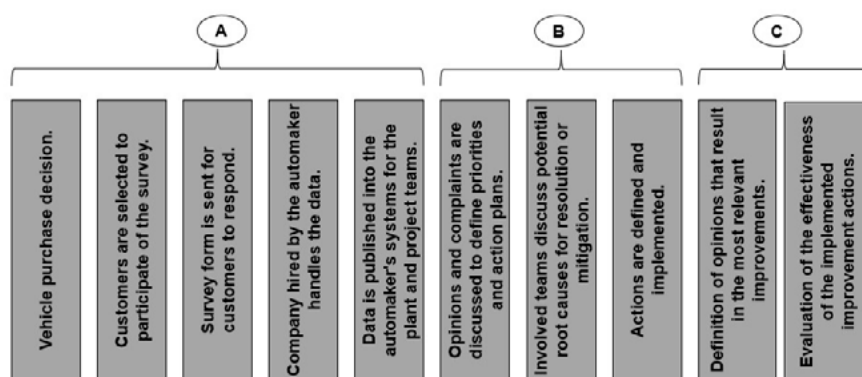 A
B
C
Vehicle purchase decision.
Customers are selected to
participate of the survey.
Survey form is sent for
customers to respond.
Company hired by the automaker
handles the data.
Data is published into the
automaker's systems for the
plant and project teams.
Opinions and complaints are
discussed to define priorities
and action plans.
Involved teams discuss potential
root causes for resolution or
mitigation.
Actions are defined and
implemented.
Definition of opinions that result
in the most relevant
improvements.
Evaluation of the effectiveness
of the implemented
improvement actions.